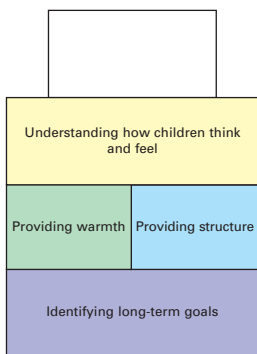 Understanding how children think
and feel
Providing warmth
Providing structure
Identifying long-term goals